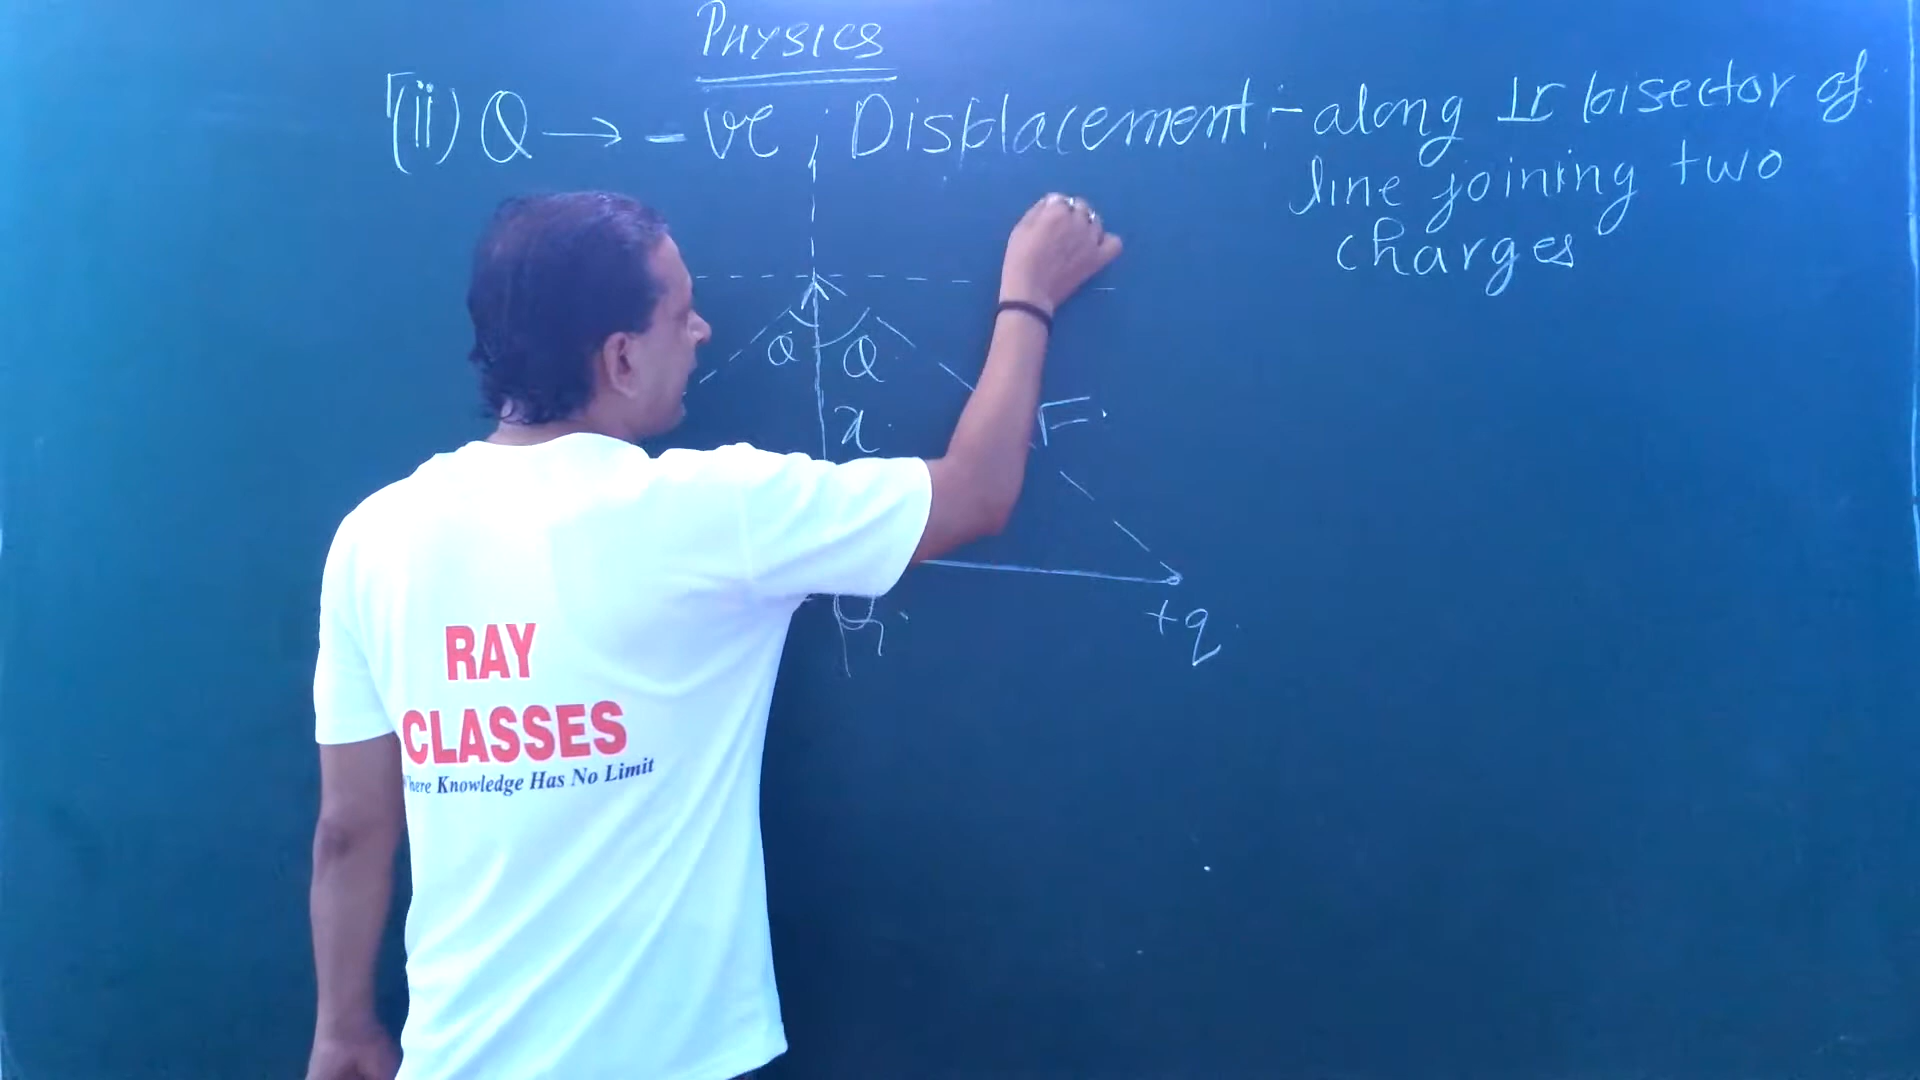 Physics
(ii) Q → -ve ; Displacement :- along ⊥r bisector of
line joining two
charges
θ θ
x
F
+q
RAY
CLASSES
Where Knowledge Has No Limit